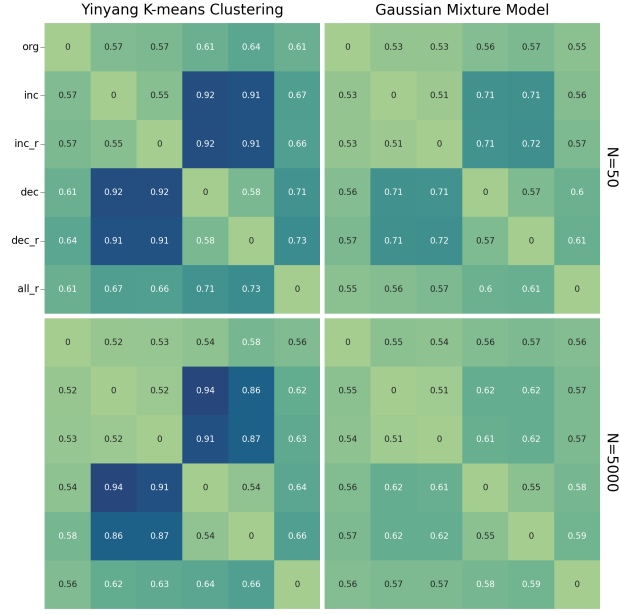 Yinyang K-means Clustering Gaussian Mixture Model
org 0 0.57 0.57 0.61 0.64 0.61 0 0.53 0.53 0.56 0.57 0.55
inc 0.57 0 0.55 0.92 0.91 0.67 0.53 0 0.51 0.71 0.71 0.56
inc_r 0.57 0.55 0 0.92 0.91 0.66 0.53 0.51 0 0.71 0.72 0.57
dec 0.61 0.92 0.92 0 0.58 0.71 0.56 0.71 0.71 0 0.57 0.6
dec_r 0.64 0.91 0.91 0.58 0 0.73 0.57 0.71 0.72 0.57 0 0.61
all_r 0.61 0.67 0.66 0.71 0.73 0 0.55 0.56 0.57 0.6 0.61 0
N=50
0 0.52 0.53 0.54 0.58 0.56 0 0.55 0.54 0.56 0.57 0.56
0.52 0 0.52 0.94 0.86 0.62 0.55 0 0.51 0.62 0.62 0.57
0.53 0.52 0 0.91 0.87 0.63 0.54 0.51 0 0.61 0.62 0.57
0.54 0.94 0.91 0 0.54 0.64 0.56 0.62 0.61 0 0.55 0.58
0.58 0.86 0.87 0.54 0 0.66 0.57 0.62 0.62 0.55 0 0.59
0.56 0.62 0.63 0.64 0.66 0 0.56 0.57 0.57 0.58 0.59 0
N=5000